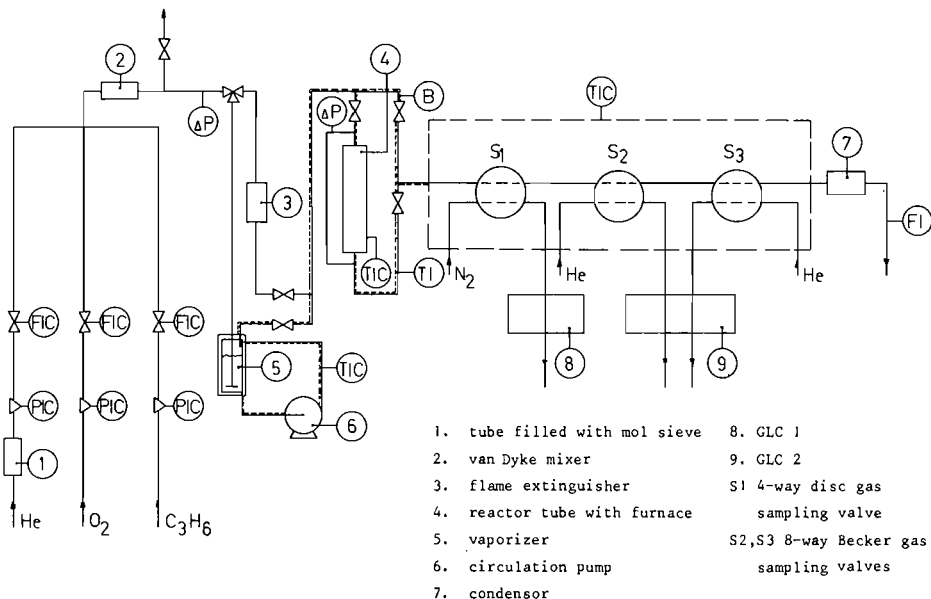 2
4
B
TIC
ΔP
ΔP
S1
S2
S3
7
3
FI
TIC
TI
N2
He
He
FIC
FIC
FIC
8
9
5
TIC
PIC
PIC
PIC
6
1
He
O2
C3H6
1. tube filled with mol sieve
2. van Dyke mixer
3. flame extinguisher
4. reactor tube with furnace
5. vaporizer
6. circulation pump
7. condensor
8. GLC 1
9. GLC 2
S1 4-way disc gas
sampling valve
S2,S3 8-way Becker gas
sampling valves